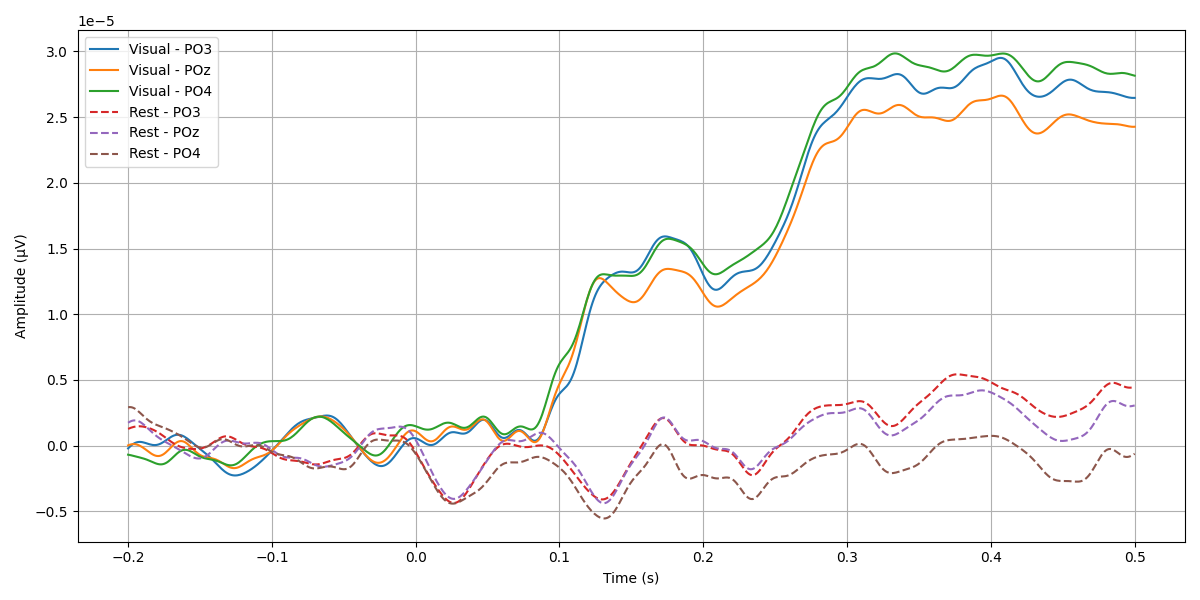 1e−5
Visual - PO3
Visual - POz
Visual - PO4
Rest - PO3
Rest - POz
Rest - PO4
3.0
2.5
2.0
1.5
1.0
0.5
0.0
−0.5
Amplitude (µV)
−0.2 −0.1 0.0 0.1 0.2 0.3 0.4 0.5
Time (s)